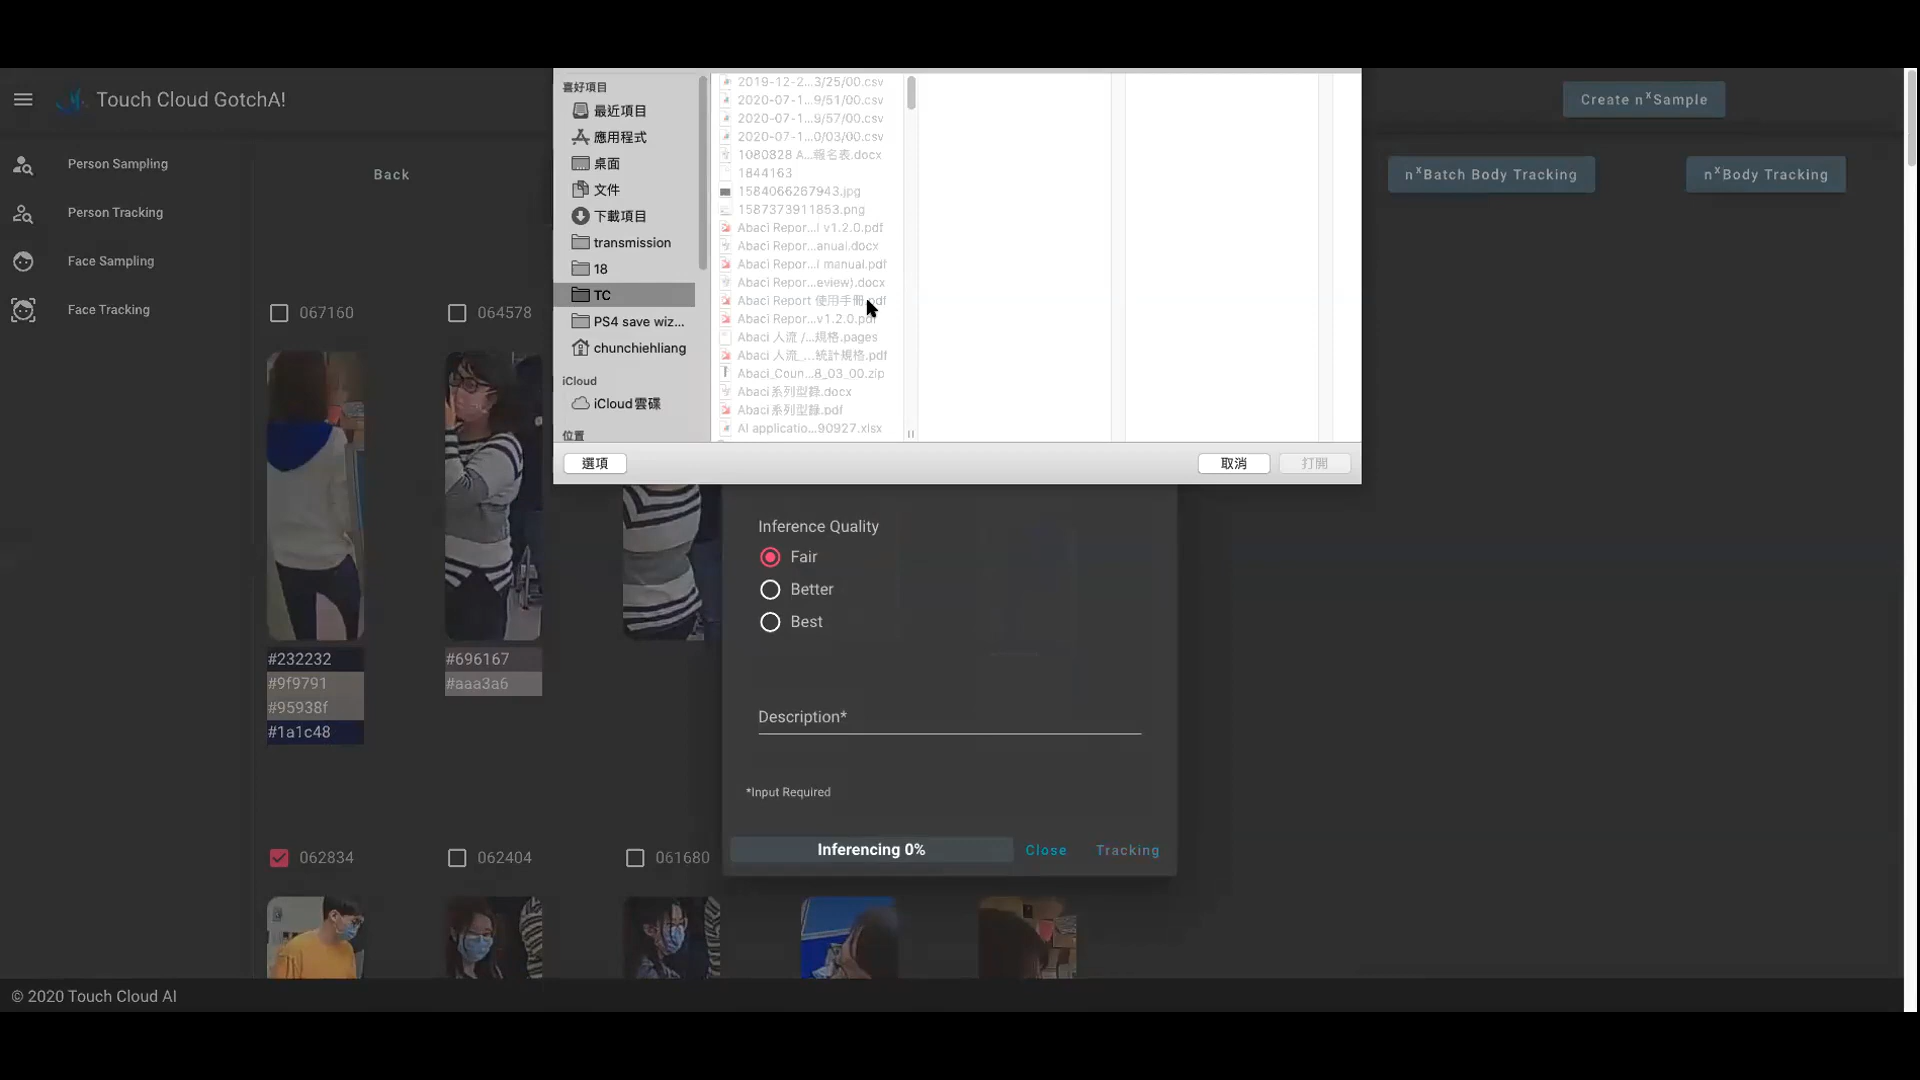 Touch Cloud GotchA!
Create nˣSample
Person Sampling
Person Tracking
Face Sampling
Face Tracking
Back
nˣBatch Body Tracking
nˣBody Tracking
喜好項目
最近項目
應用程式
桌面
文件
下載項目
transmission
18
TC
PS4 save wiz...
chunchiehliang
iCloud
iCloud雲碟
位置
2019-12-2...3/25/00.csv
2020-07-1...9/51/00.csv
2020-07-1...9/57/00.csv
2020-07-1...0/03/00.csv
1080828 A...報名表.docx
1844163
1584066267943.jpg
1587373911853.png
Abaci Repor...l v1.2.0.pdf
Abaci Repor...anual.docx
Abaci Repor...l manual.pdf
Abaci Repor...eview).docx
Abaci Report 使用手冊.pdf
Abaci Repor...v1.2.0.pdf
Abaci 人流 /...規格.pages
Abaci 人流_...統計規格.pdf
Abaci_Coun...8_03_00.zip
Abaci系列型錄.docx
Abaci系列型錄.pdf
AI applicatio...90927.xlsx
選項
取消
打開
067160
064578
#232232
#9f9791
#95938f
#1a1c48
#696167
#aaa3a6
Inference Quality
Fair
Better
Best
Description*
*Input Required
Inferencing 0%
Close
Tracking
062834
062404
061680
© 2020 Touch Cloud AI